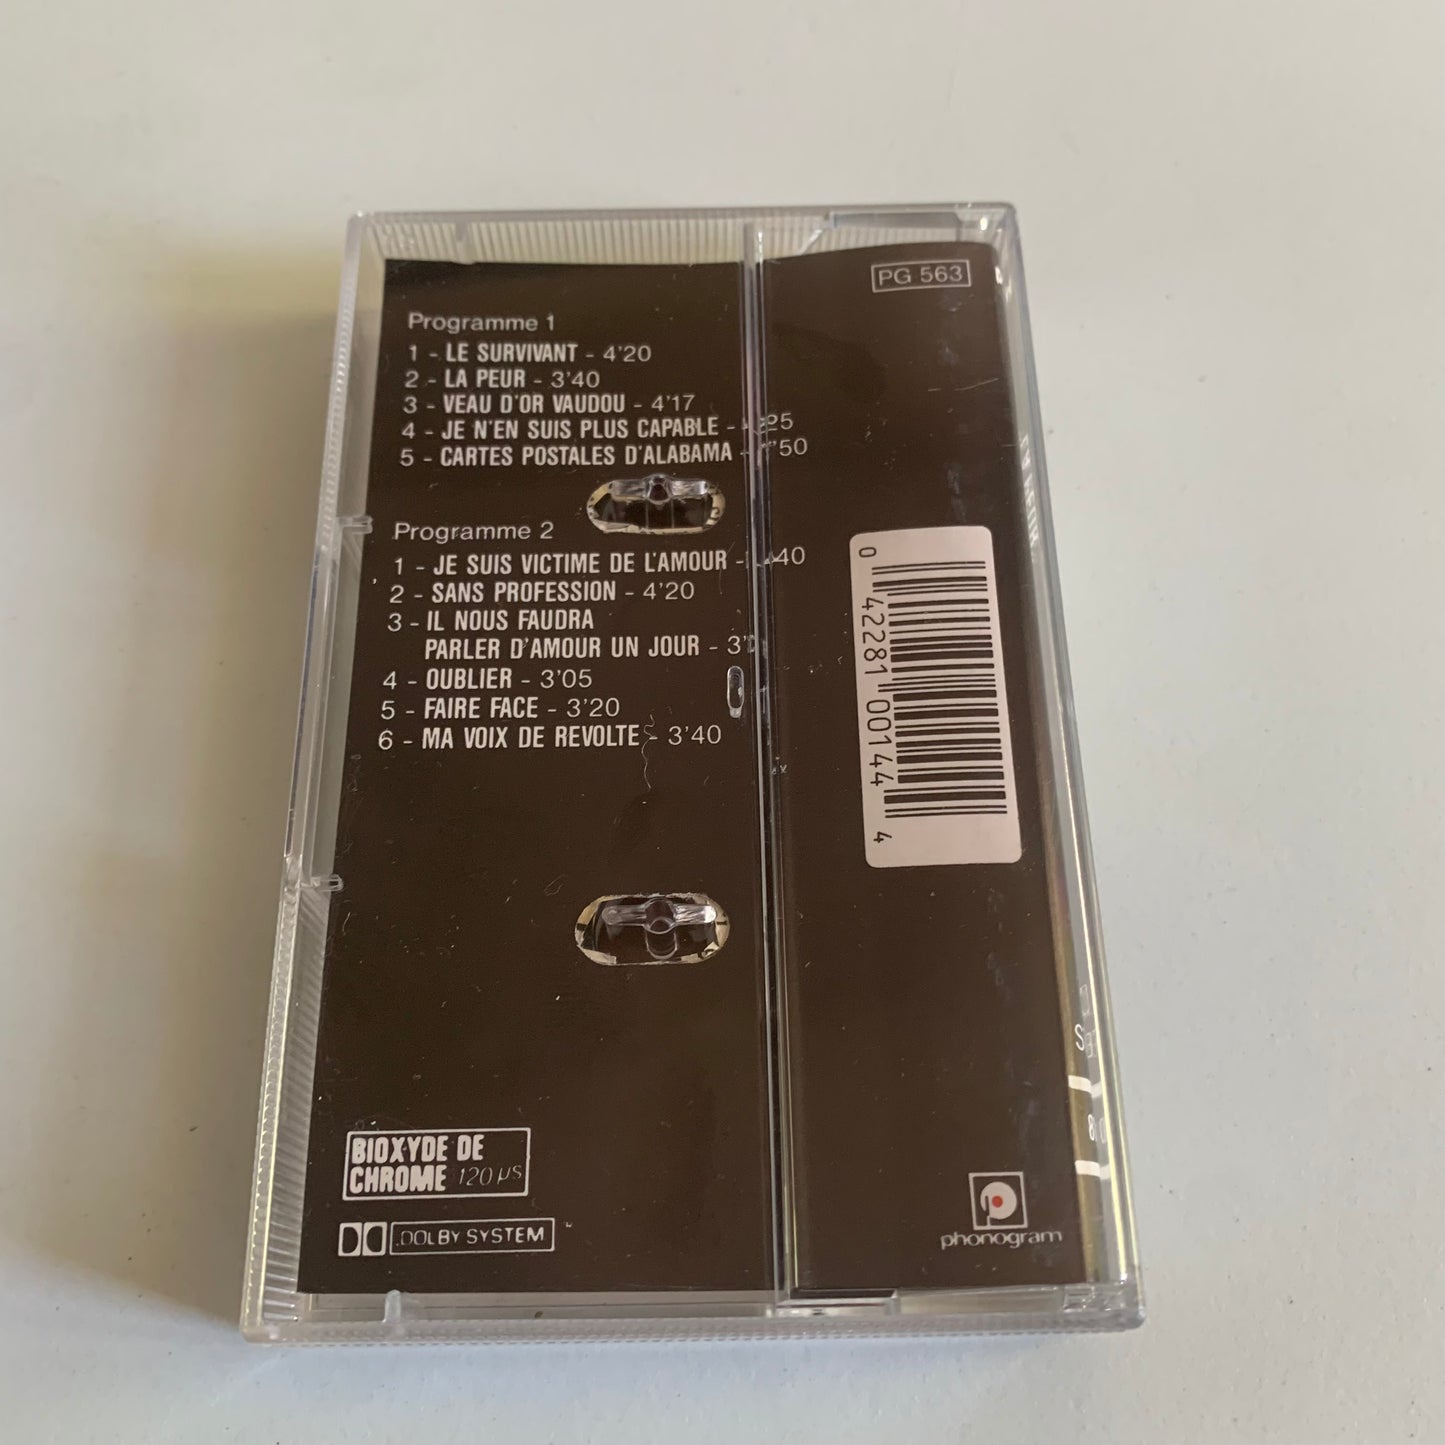 PG 563
Programme 1
1 - LE SURVIVANT - 4'20
2 - LA PEUR - 3'40
3 - VEAU D'OR VAUDOU - 4'17
4 - JE N'EN SUIS PLUS CAPABLE -
5 - CARTES POSTALES D'ALABAMA -
Programme 2
1 - JE SUIS VICTIME DE L'AMOUR -
2 - SANS PROFESSION - 4'20
3 - IL NOUS FAUDRA
PARLER D'AMOUR UN JOUR -
4 - OUBLIER - 3'05
5 - FAIRE FACE - 3'20
6 - MA VOIX DE REVOLTE - 3'40
0 42281 00144 4
BIOXYDE DE
CHROME 120 µs
DOLBY SYSTEM
phonogram